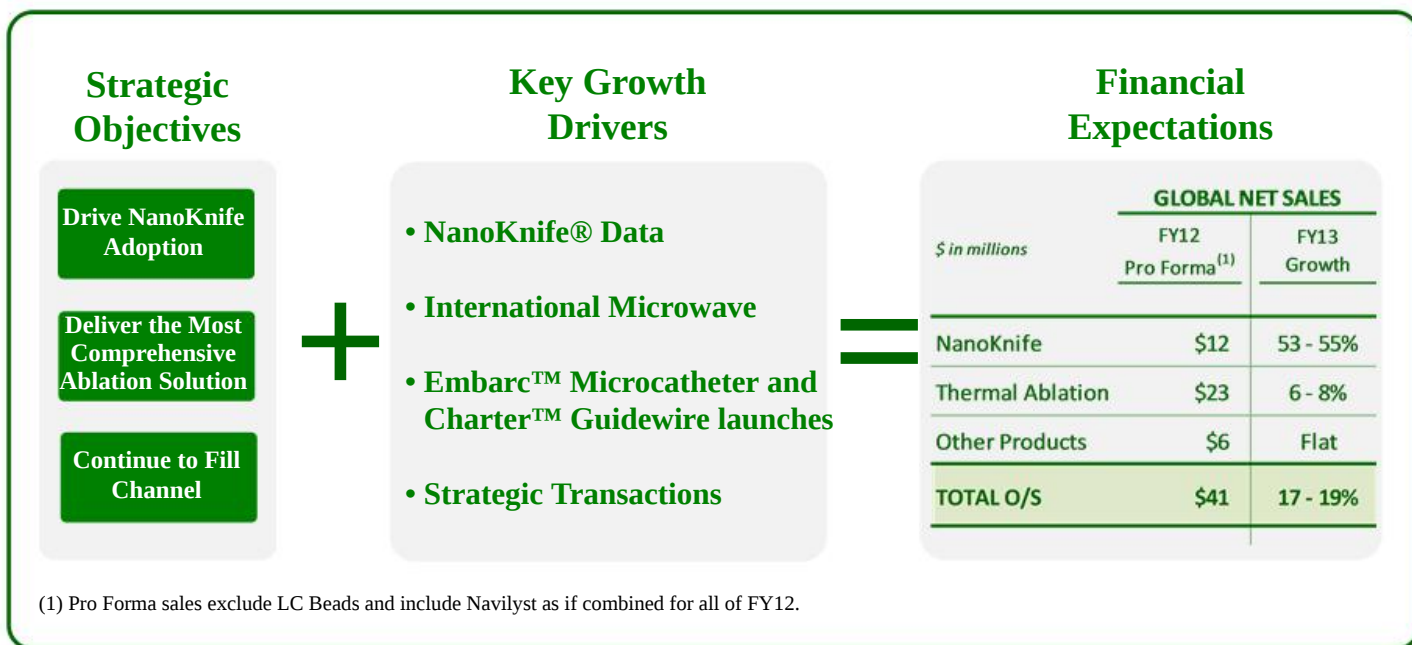 Strategic
Objectives
Drive NanoKnife
Adoption
Deliver the Most
Comprehensive
Ablation Solution
Continue to Fill
Channel
+
Key Growth
Drivers
• NanoKnife® Data
• International Microwave
• Embarc™ Microcatheter and
Charter™ Guidewire launches
• Strategic Transactions
=
Financial
Expectations
GLOBAL NET SALES
$ in millions FY12 Pro Forma(1) FY13 Growth
NanoKnife $12 53 - 55%
Thermal Ablation $23 6 - 8%
Other Products $6 Flat
TOTAL O/S $41 17 - 19%
(1) Pro Forma sales exclude LC Beads and include Navilyst as if combined for all of FY12.